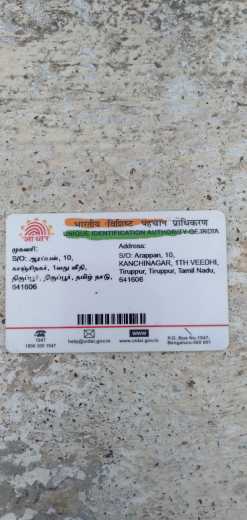 भारतीय विशिष्ट पहचान प्राधिकरण
UNIQUE IDENTIFICATION AUTHORITY OF INDIA
आधार
முகவரி:
S/O: ஆரப்பன், 10,
காஞ்சிநகர், 1வது வீதி,
திருப்பூர், திருப்பூர், தமிழ் நாடு,
641606
Address:
S/O: Arappan, 10,
KANCHINAGAR, 1TH VEEDHI,
Tiruppur, Tiruppur, Tamil Nadu,
641606
1947
1800 300 1947
help@uidai.gov.in
www
www.uidai.gov.in
P.O. Box No.1947,
Bengaluru-560 001